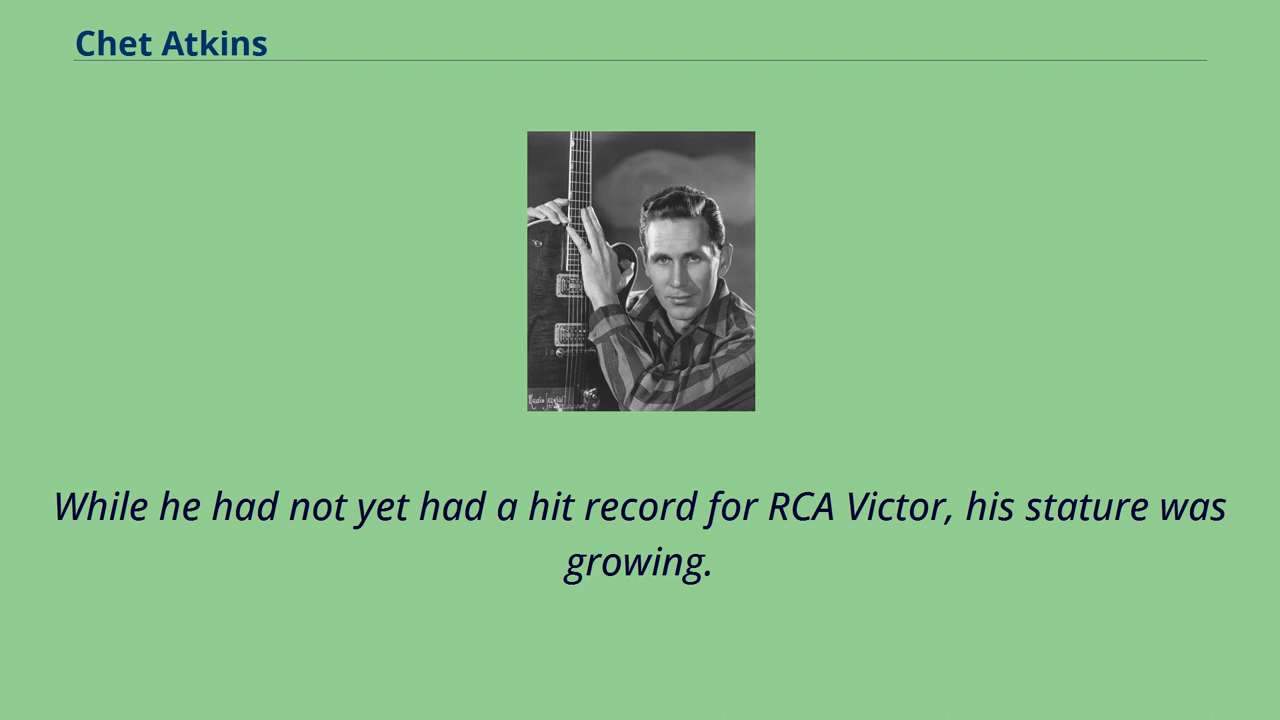 Chet Atkins
While he had not yet had a hit record for RCA Victor, his stature was
growing.